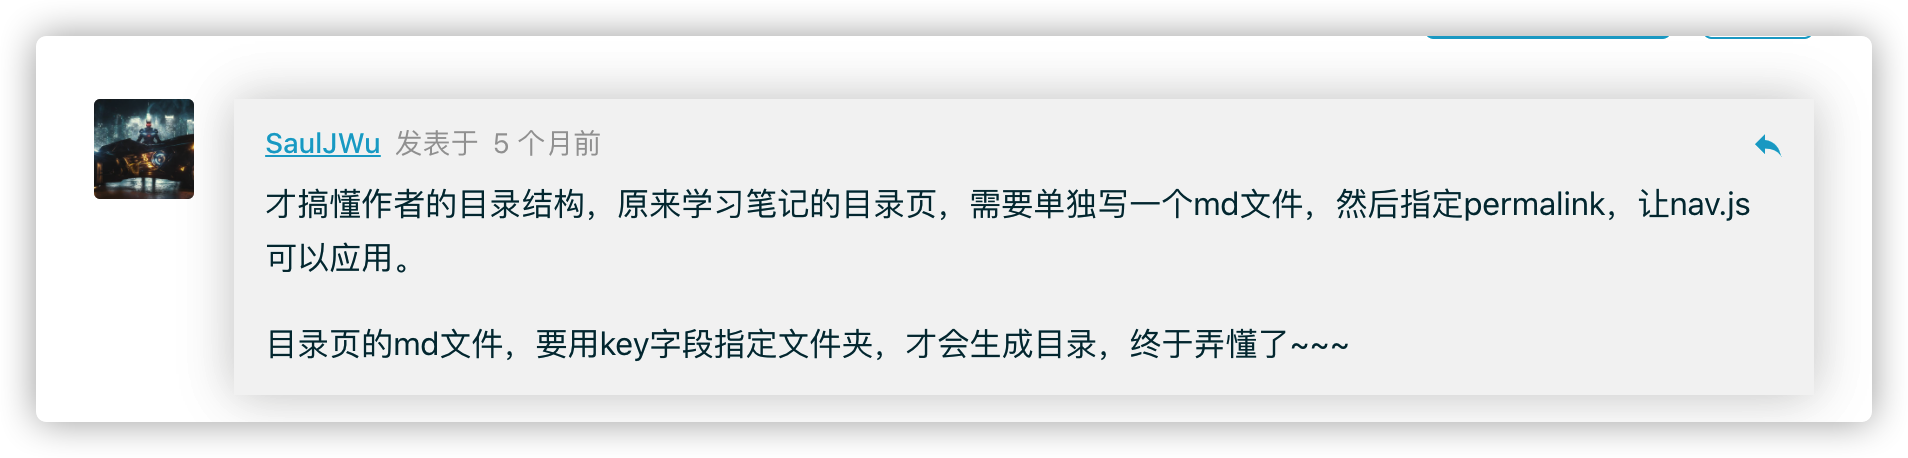 SaulJWu 发表于 5 个月前
才搞懂作者的目录结构，原来学习笔记的目录页，需要单独写一个md文件，然后指定permalink，让nav.js
可以应用。
目录页的md文件，要用key字段指定文件夹，才会生成目录，终于弄懂了~~~